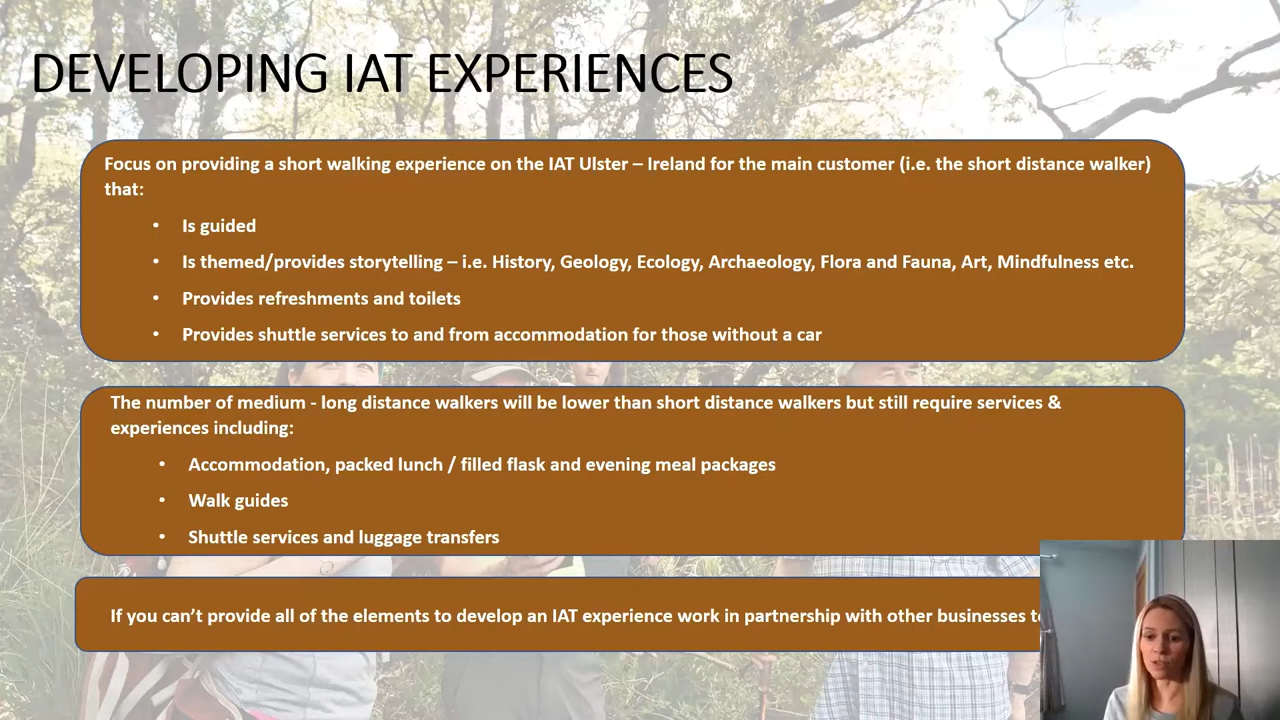 DEVELOPING IAT EXPERIENCES
Focus on providing a short walking experience on the IAT Ulster – Ireland for the main customer (i.e. the short distance walker)
that:
• Is guided
• Is themed/provides storytelling – i.e. History, Geology, Ecology, Archaeology, Flora and Fauna, Art, Mindfulness etc.
• Provides refreshments and toilets
• Provides shuttle services to and from accommodation for those without a car
The number of medium - long distance walkers will be lower than short distance walkers but still require services &
experiences including:
• Accommodation, packed lunch / filled flask and evening meal packages
• Walk guides
• Shuttle services and luggage transfers
If you can’t provide all of the elements to develop an IAT experience work in partnership with other businesses